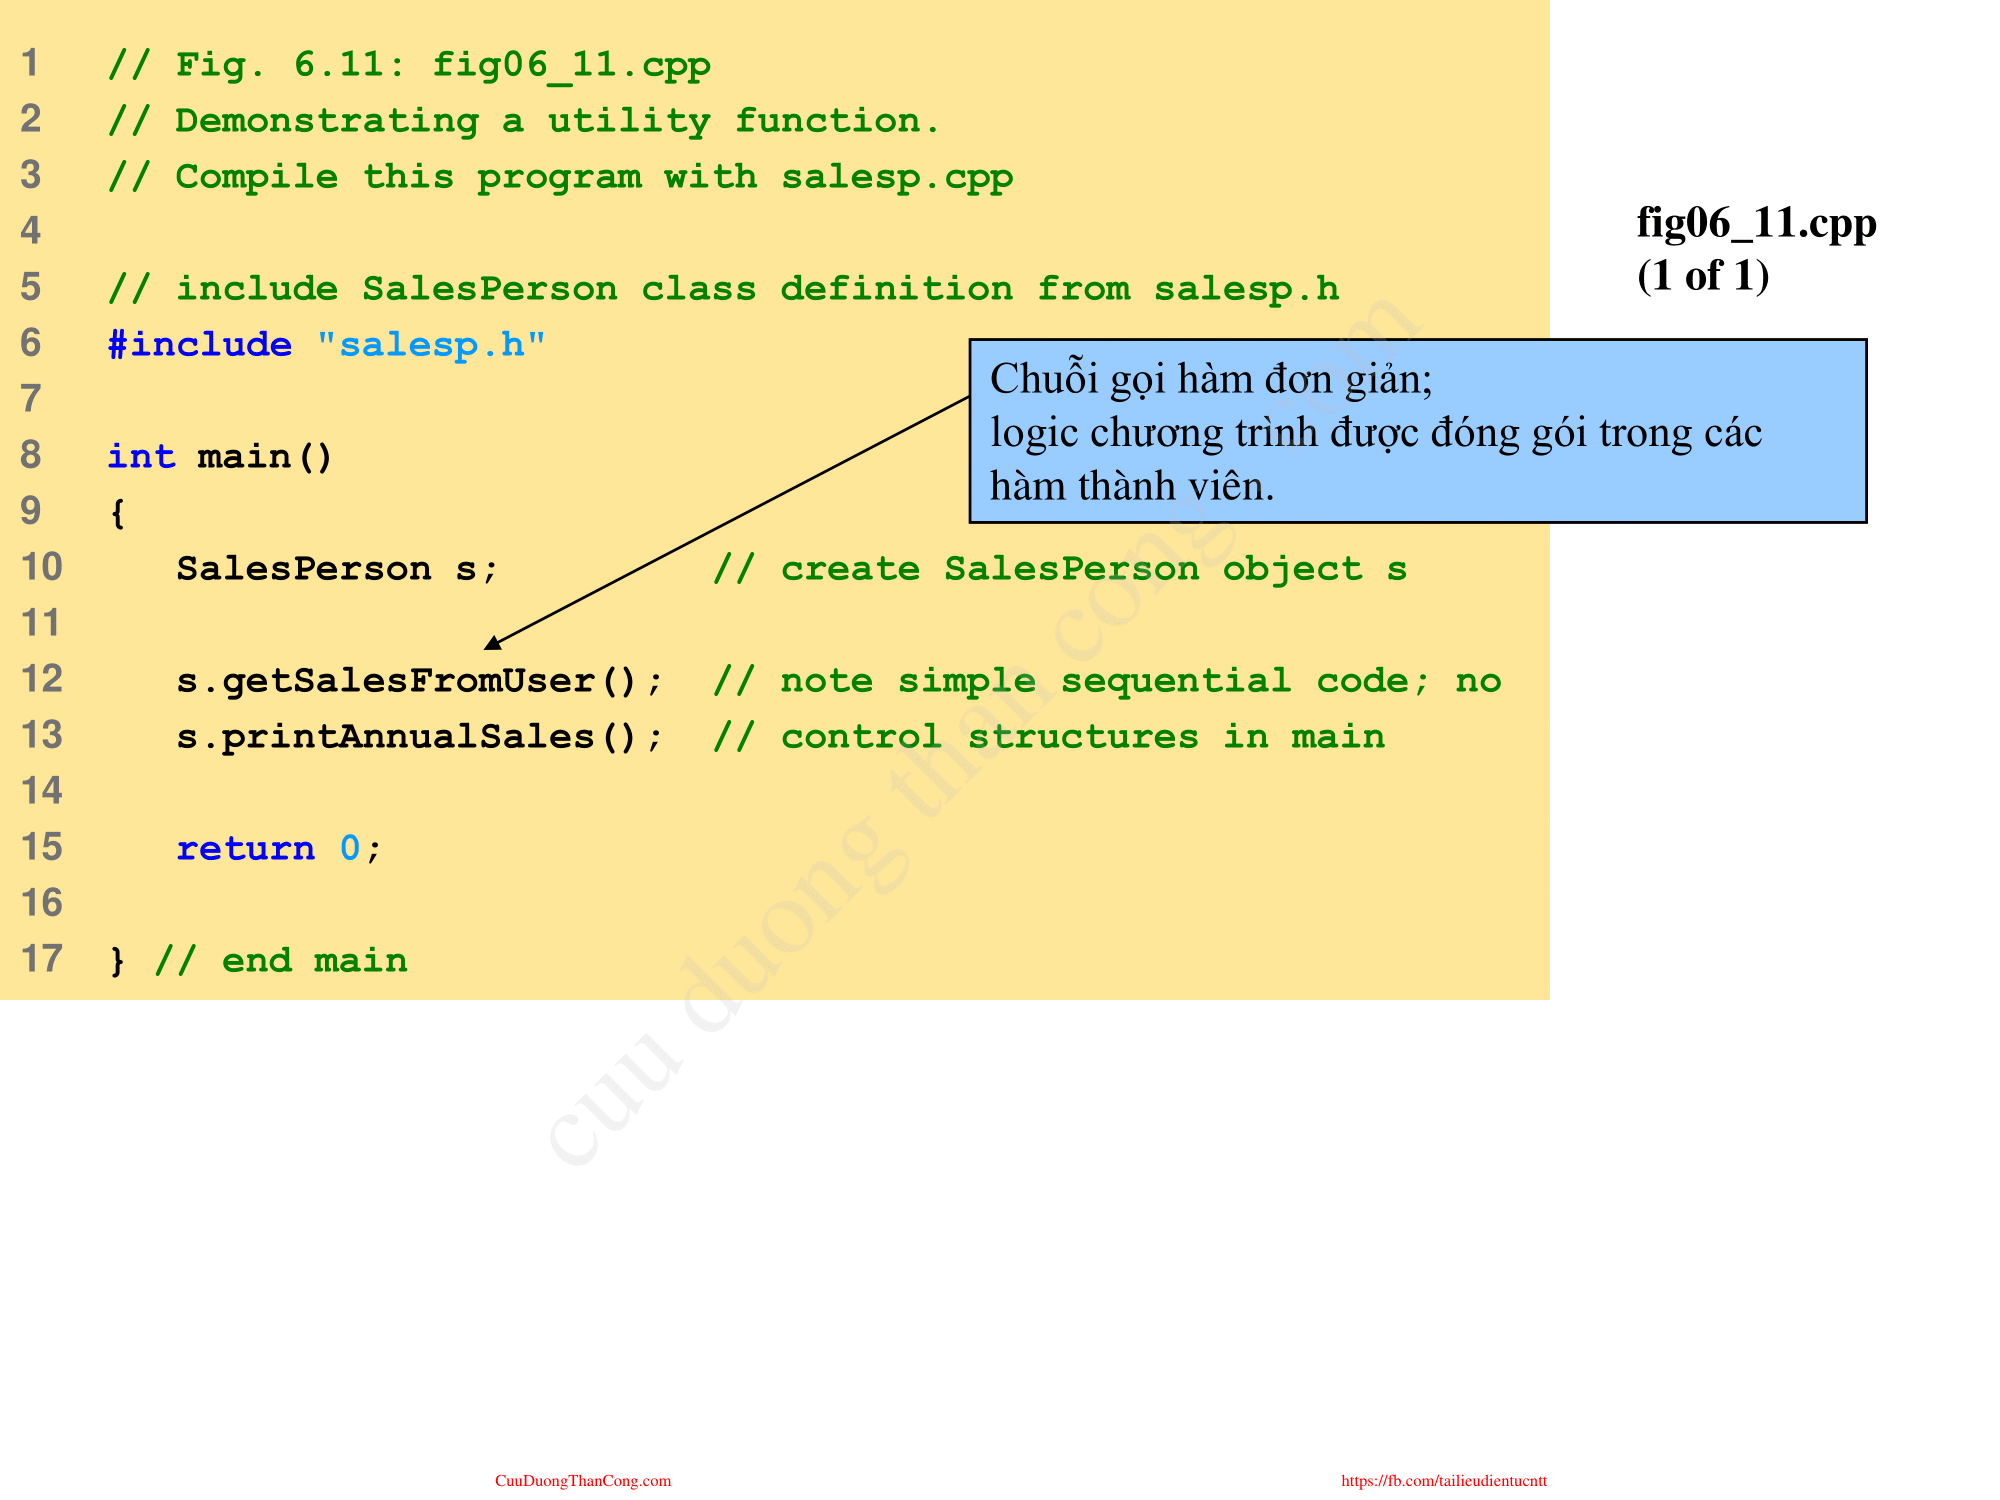 1 // Fig. 6.11: fig06_11.cpp
2 // Demonstrating a utility function.
3 // Compile this program with salesp.cpp
4
5 // include SalesPerson class definition from salesp.h
6 #include "salesp.h"
7
8 int main()
9 {
10 SalesPerson s; // create SalesPerson object s
11
12 s.getSalesFromUser(); // note simple sequential code; no
13 s.printAnnualSales(); // control structures in main
14
15 return 0;
16
17 } // end main
fig06_11.cpp
(1 of 1)
Chuỗi gọi hàm đơn giản;
logic chương trình được đóng gói trong các
hàm thành viên.
cuu duong than cong . com
CuuDuongThanCong.com
https://fb.com/tailieudientucntt